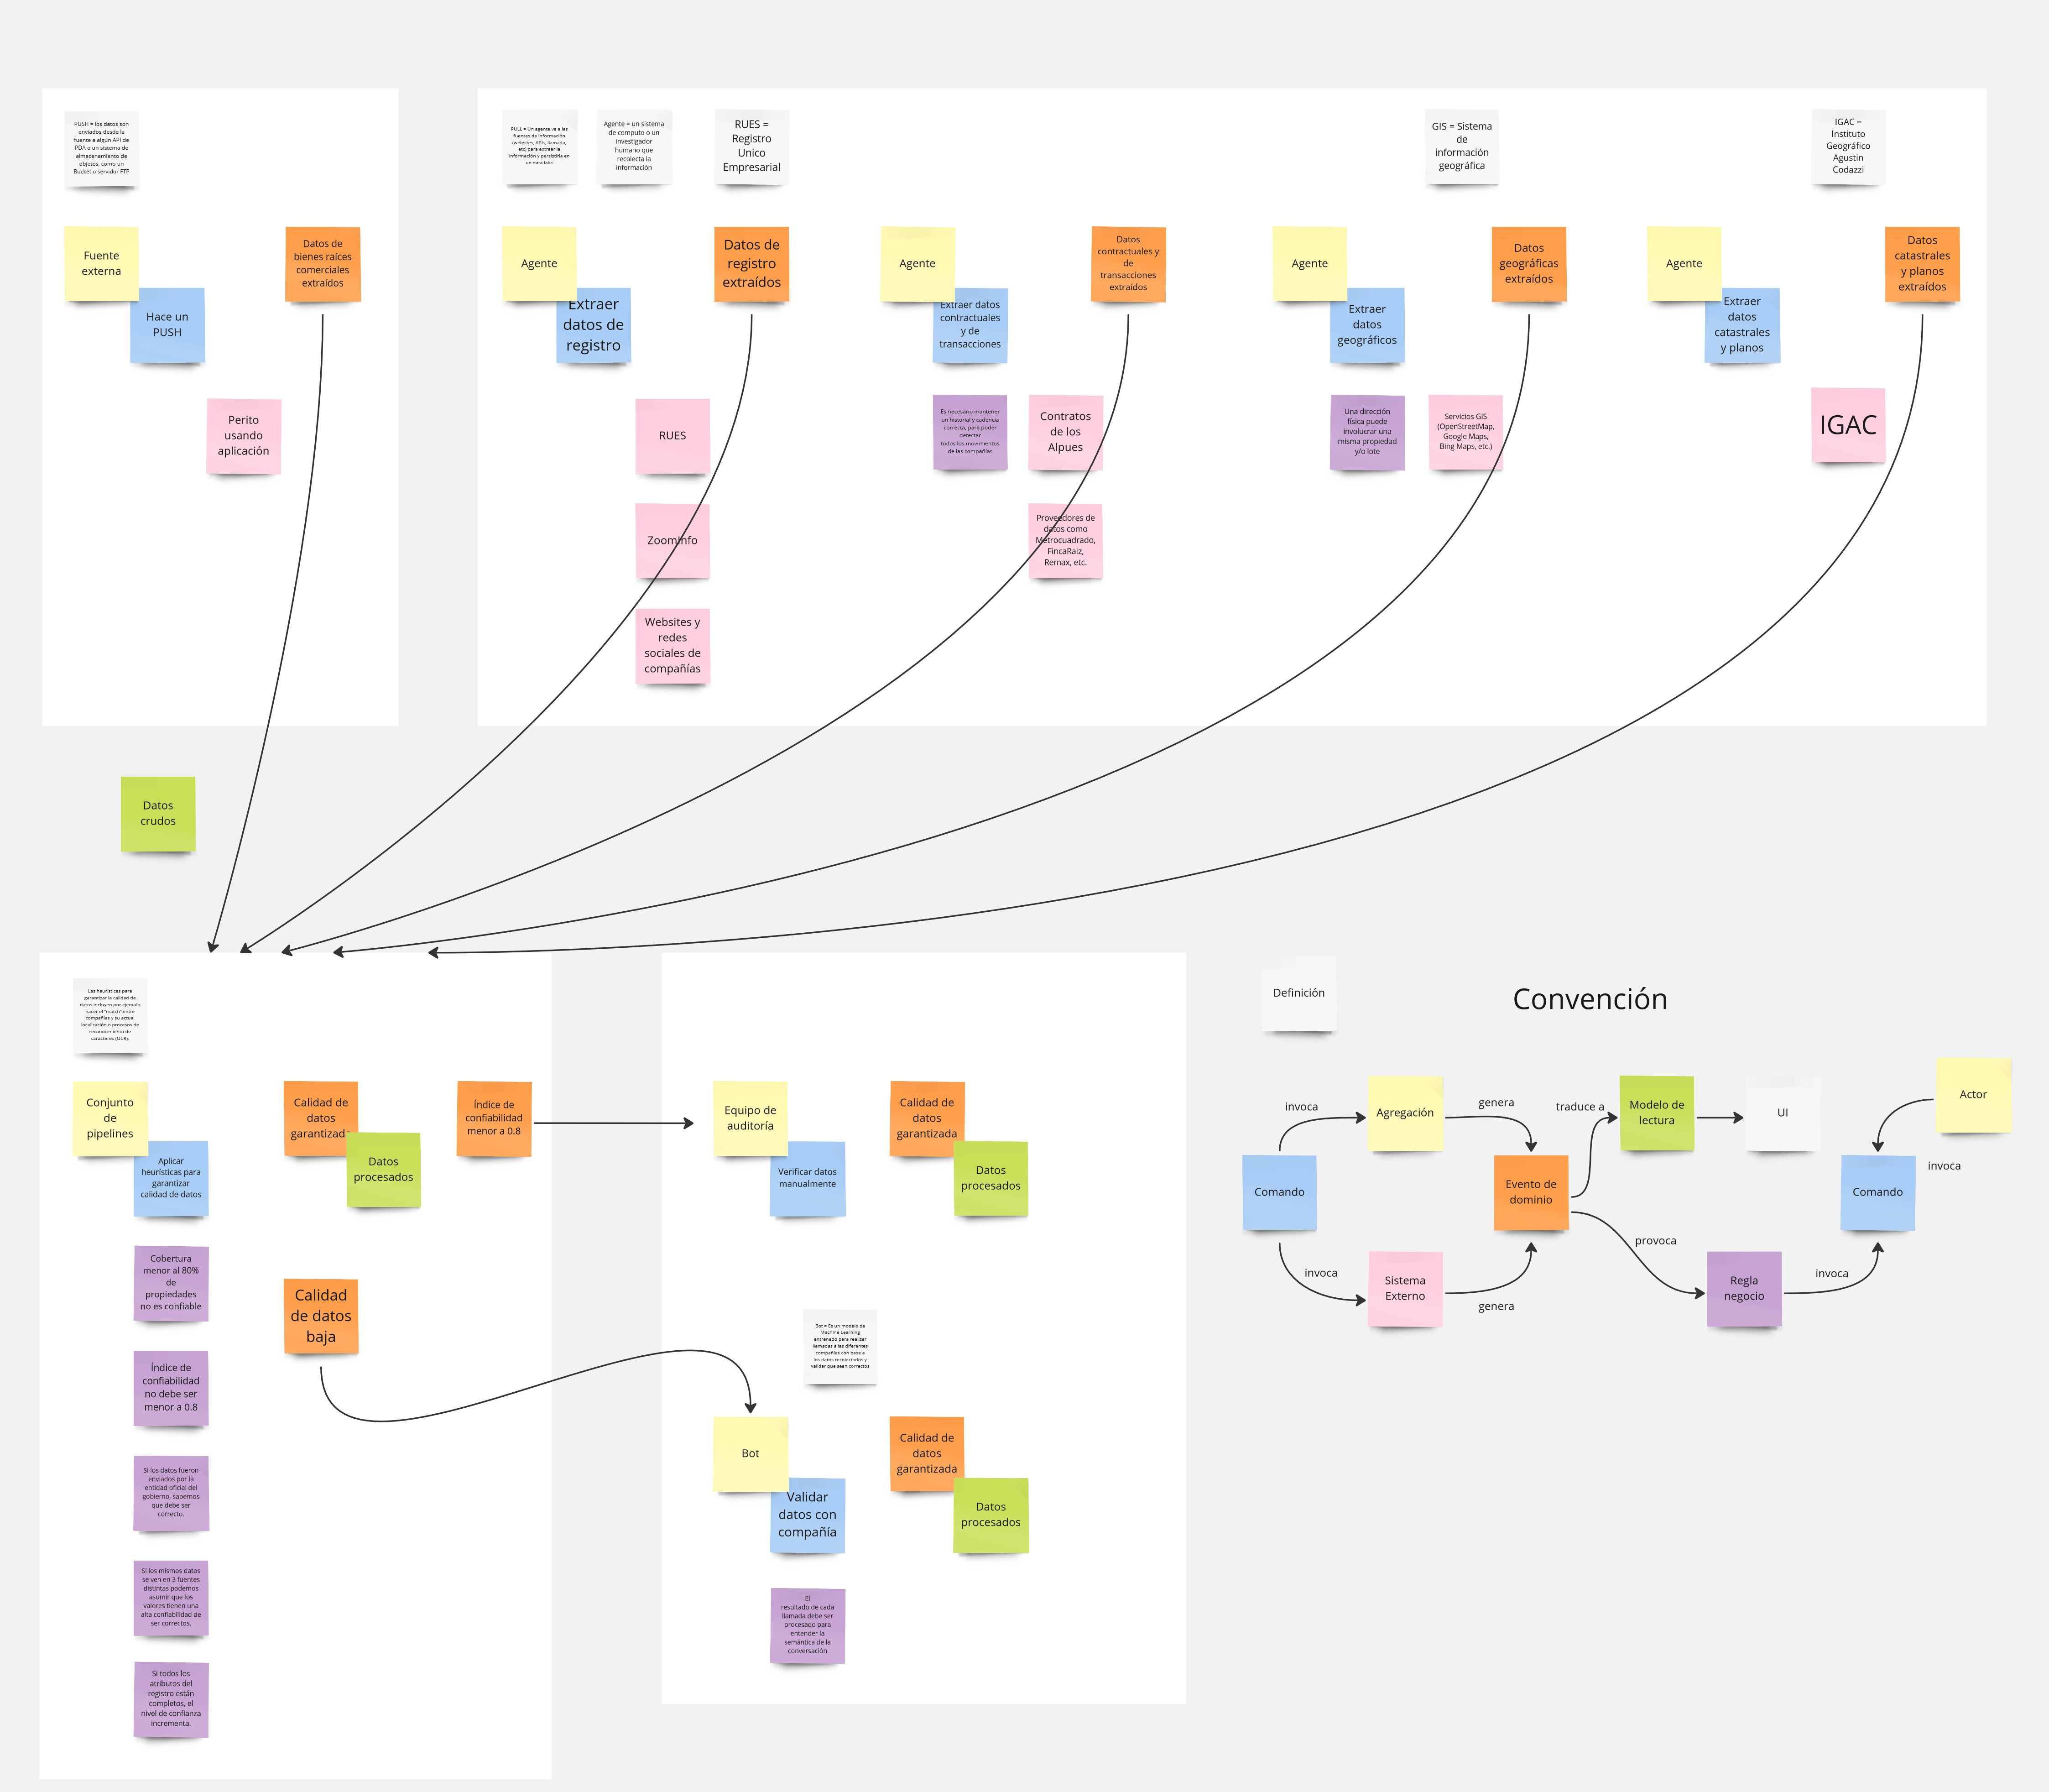 PUSH = los datos son
enviados desde la
fuente a algún API de
PDA o un sistema de
almacenamiento de
objetos, como un
Bucket o servidor FTP
Fuente
externa
Hace un
PUSH
Datos de
bienes raíces
comerciales
extraídos
Perito
usando
aplicación
PULL = Un agente va a las
fuentes de información
(websites, APIs, llamada,
etc) para extraer la
información y persistirla en
un data lake
Agente = un sistema
de computo o un
investigador
humano que
recolecta la
información
RUES =
Registro
Unico
Empresarial
GIS = Sistema
de
información
geográfica
IGAC =
Instituto
Geográfico
Agustin
Codazzi
Agente
Extraer
datos de
registro
Datos de
registro
extraídos
RUES
ZoomInfo
Websites y
redes
sociales de
compañías
Agente
Extraer datos
contractuales
y de
transacciones
Datos
contractuales y
de
transacciones
extraídos
Es necesario mantener
un historial y cadencia
correcta, para poder
detectar
todos los movimientos
de las compañías
Contratos
de los
Alpues
Proveedores de
datos como
Metrocuadrado,
FincaRaiz,
Remax, etc.
Agente
Extraer
datos
geográficos
Datos
geográficas
extraídos
Una dirección
física puede
involucrar una
misma propiedad
y/o lote
Servicios GIS
(OpenStreetMap,
Google Maps,
Bing Maps, etc.)
Agente
Extraer
datos
catastrales
y planos
Datos
catastrales
y planos
extraídos
IGAC
Datos
crudos
Las heurísticas para
garantizar la calidad de
datos incluyen por ejemplo
hacer el "match" entre
compañías y su actual
localización o procesos de
reconocimiento de
caracteres (OCR).
Conjunto
de
pipelines
Aplicar
heurísticas para
garantizar
calidad de datos
Calidad de
datos
garantizada
Datos
procesados
Índice de
confiabilidad
menor a 0.8
Cobertura
menor al 80%
de
propiedades
no es confiable
Calidad
de datos
baja
Índice de
confiabilidad
no debe ser
menor a 0.8
Si los datos fueron
enviados por la
entidad oficial del
gobierno, sabemos
que debe ser
correcto.
Si los mismos datos
se ven en 3 fuentes
distintas podemos
asumir que los
valores tienen una
alta confiabilidad de
ser correctos.
Si todos los
atributos del
registro están
completos, el
nivel de confianza
incrementa.
Equipo de
auditoría
Verificar datos
manualmente
Calidad de
datos
garantizada
Datos
procesados
Bot = Es un modelo de
Machine Learning
entrenado para realizar
llamadas a las diferentes
compañías con base a
los datos recolectados y
validar que sean correctos
Bot
Validar
datos con
compañía
Calidad de
datos
garantizada
Datos
procesados
El
resultado de cada
llamada debe ser
procesado para
entender la
semántica de la
conversación
Definición
Convención
invoca
Agregación
genera
traduce a
Modelo de
lectura
UI
Actor
invoca
Comando
Evento de
dominio
Comando
provoca
invoca
Sistema
Externo
genera
Regla
negocio
invoca